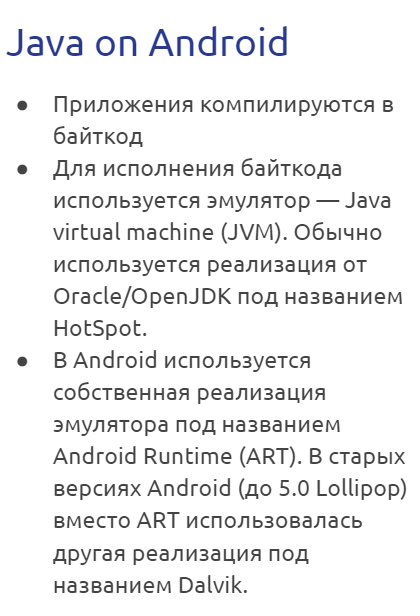 Java on Android
● Приложения компилируются в
байткод
● Для исполнения байткода
используется эмулятор — Java
virtual machine (JVM). Обычно
используется реализация от
Oracle/OpenJDK под названием
HotSpot.
● В Android используется
собственная реализация
эмулятора под названием
Android Runtime (ART). В старых
версиях Android (до 5.0 Lollipop)
вместо ART использовалась
другая реализация под
названием Dalvik.